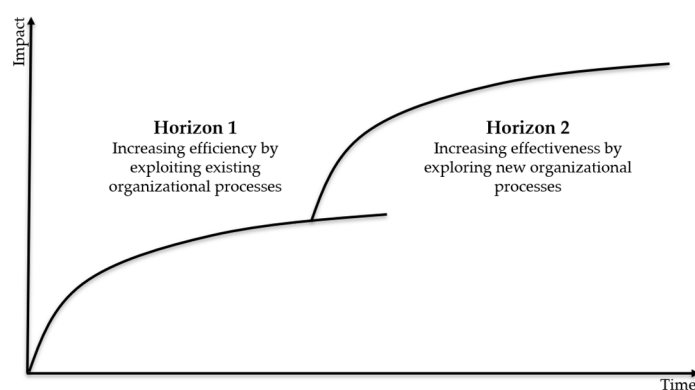 Impact
Horizon 1
Increasing efficiency by
exploiting existing
organizational processes
Horizon 2
Increasing effectiveness by
exploring new organizational
processes
Time